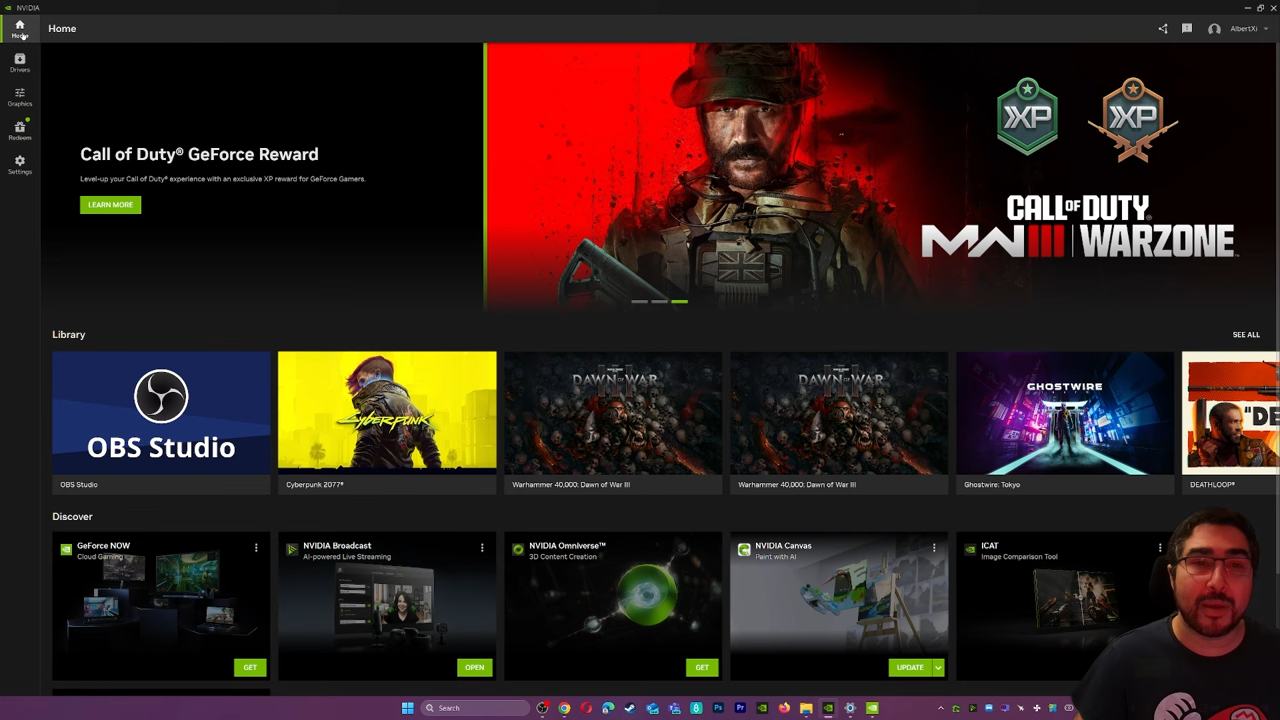 NVIDIA
Home
Home
AlbertXi
Drivers
Graphics
Redeem
Settings
Call of Duty® GeForce Reward
Level-up your Call of Duty® experience with an exclusive XP reward for GeForce Gamers.
LEARN MORE
XP
XP
CALL OF DUTY
MWIII | WARZONE
Library
SEE ALL
OBS Studio
CYBERPUNK
DAWN OF WAR
DAWN OF WAR
GHOSTWIRE
"DE
OBS Studio
Cyberpunk 2077®
Warhammer 40,000: Dawn of War III
Warhammer 40,000: Dawn of War III
Ghostwire: Tokyo
DEATHLOOP®
Discover
GeForce NOW
Cloud Gaming
NVIDIA Broadcast
AI-powered Live Streaming
NVIDIA Omniverse™
3D Content Creation
NVIDIA Canvas
Paint with AI
ICAT
Image Comparison Tool
GET
OPEN
GET
UPDATE
Search